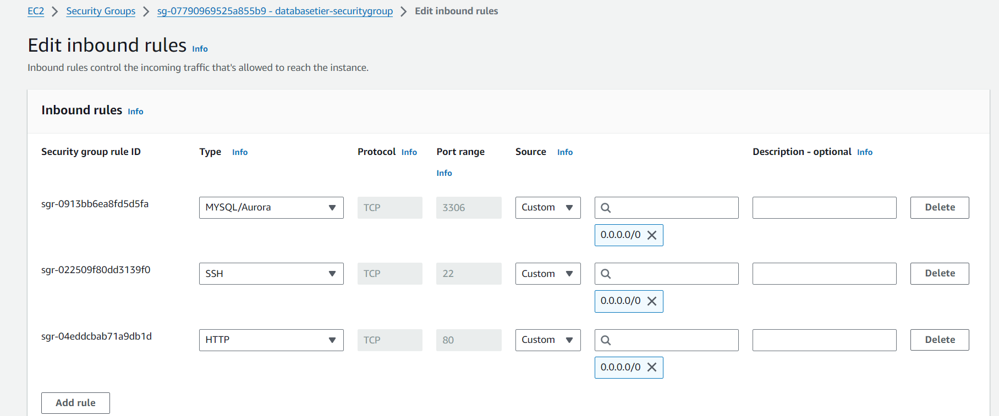 EC2 > Security Groups > sg-07790969525a855b9 - databasetier-securitygroup > Edit inbound rules
Edit inbound rules Info
Inbound rules control the incoming traffic that's allowed to reach the instance.
Inbound rules Info
Security group rule ID Type Info Protocol Info Port range Source Info Description - optional Info
Info
sgr-0913bb6ea8fd5d5fa MYSQL/Aurora TCP 3306 Custom Delete
0.0.0.0/0
sgr-022509f80dd3139f0 SSH TCP 22 Custom Delete
0.0.0.0/0
sgr-04eddcbab71a9db1d HTTP TCP 80 Custom Delete
0.0.0.0/0
Add rule